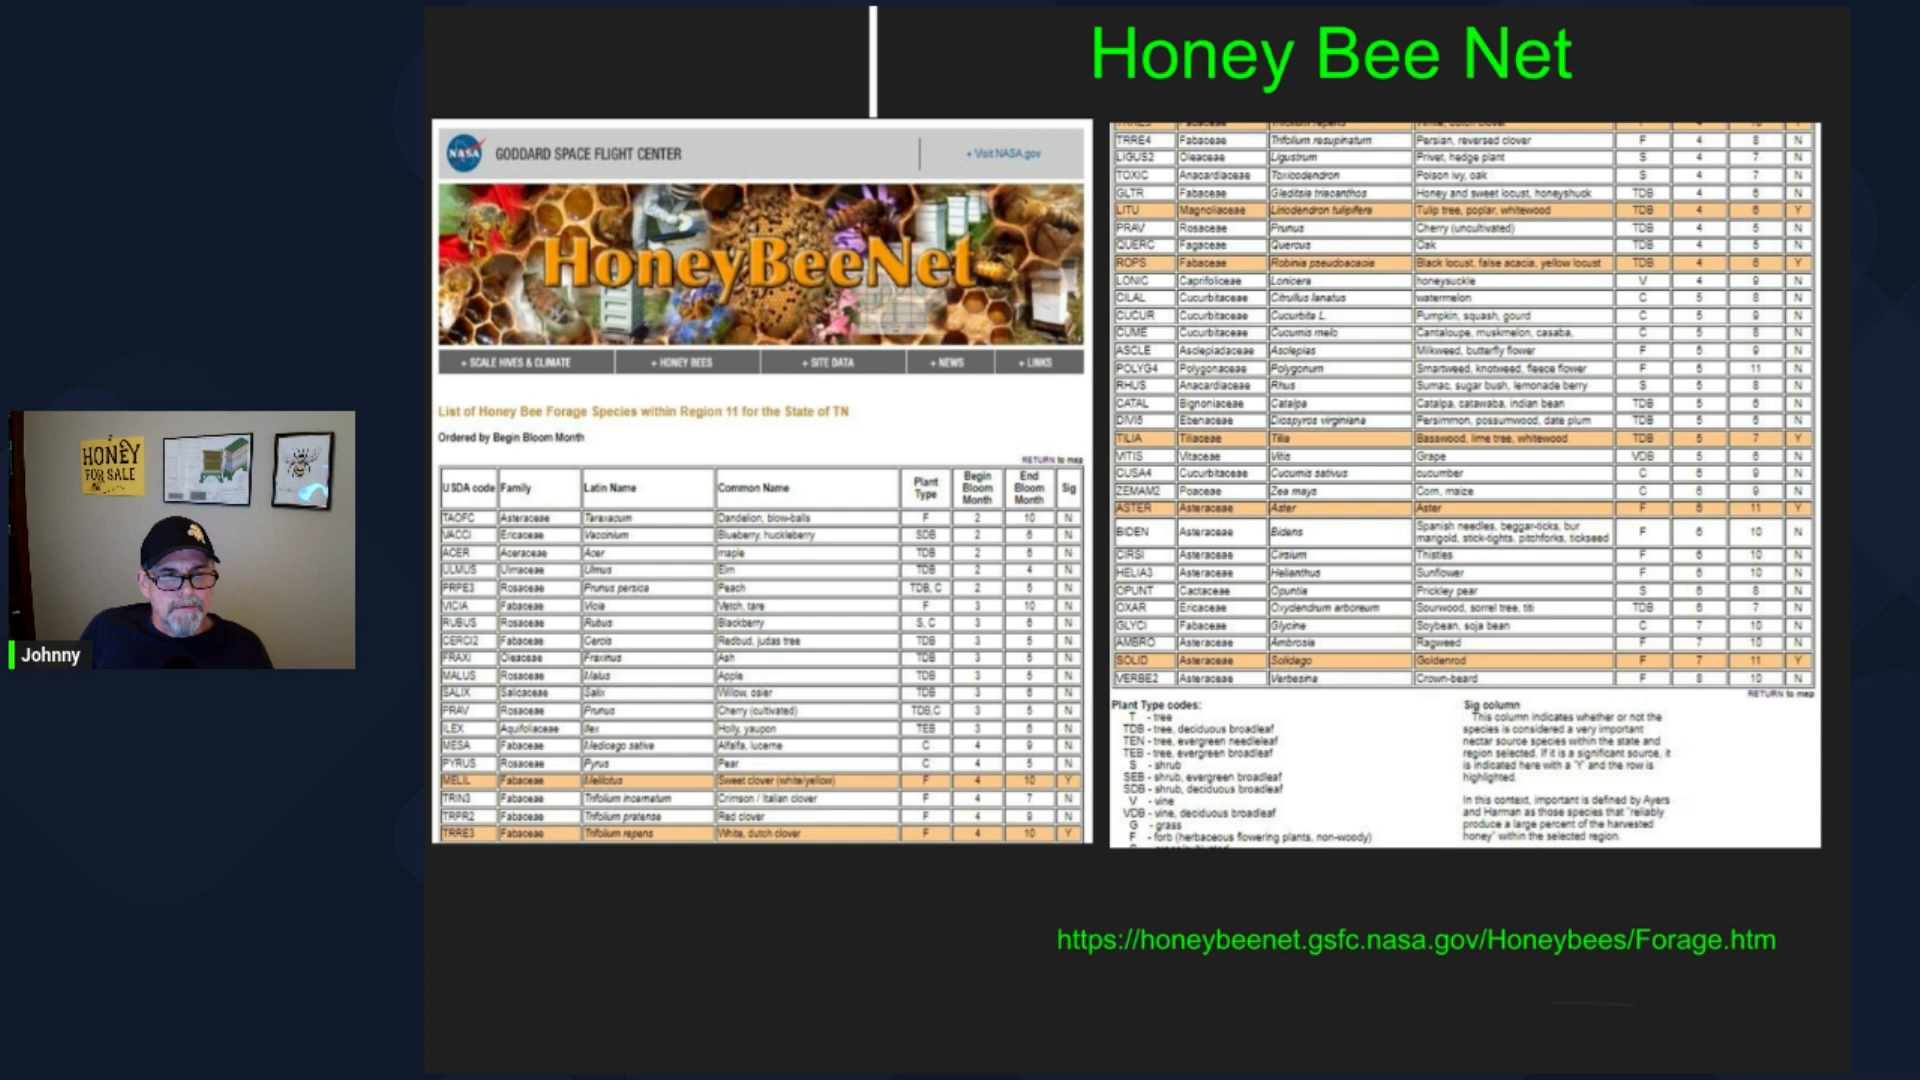 Honey Bee Net
NASA
GODDARD SPACE FLIGHT CENTER
+ Visit NASA.gov
HoneyBeeNet
+ SCALE HIVES & CLIMATE
+ HONEY BEES
+ SITE DATA
+ NEWS
+ LINKS
List of Honey Bee Forage Species within Region 11 for the State of TN
Ordered by Begin Bloom Month
RETURN to map
USDA code Family Latin Name Common Name Plant Type Begin Bloom Month End Bloom Month Sig
TAOFC Asteraceae Taraxacum Dandelion, blow-balls F 2 10 N
VACCI Ericaceae Vaccinium Blueberry, huckleberry SDB 2 6 N
ACER Aceraceae Acer maple TDB 2 6 N
ULMUS Ulmaceae Ulmus Elm TDB 2 4 N
PRPE3 Rosaceae Prunus persica Peach TDB, C 2 5 N
VICIA Fabaceae Vicia Vetch, tare F 3 10 N
RUBUS Rosaceae Rubus Blackberry S, C 3 6 N
CERCI2 Fabaceae Cercis Redbud, judas tree TDB 3 5 N
FRAXI Oleaceae Fraxinus Ash TDB 3 5 N
MALUS Rosaceae Malus Apple TDB 3 5 N
SALIX Salicaceae Salix Willow, osier TDB 3 6 N
PRAV Rosaceae Prunus Cherry (cultivated) TDB,C 3 5 N
ILEX Aquifoliaceae Ilex Holly, yaupon TEB 3 6 N
MESA Fabaceae Medicago sativa Alfalfa, lucerne C 4 9 N
PYRUS Rosaceae Pyrus Pear C 4 5 N
MELIL Fabaceae Melilotus Sweet clover (white/yellow) F 4 10 Y
TRIN3 Fabaceae Trifolium incarnatum Crimson / Italian clover F 4 7 N
TRPR2 Fabaceae Trifolium pratense Red clover F 4 9 N
TRRE3 Fabaceae Trifolium repens White, dutch clover F 4 10 Y
TRRE4 Fabaceae Trifolium resupinatum Persian, reversed clover F 4 8 N
LIGUS2 Oleaceae Ligustrum Privet, hedge plant S 4 7 N
TOXIC Anacardiaceae Toxicodendron Poison ivy, oak S 4 7 N
GLTR Fabaceae Gleditsia triacanthos Honey and sweet locust, honeyshuck TDB 4 6 N
LITU Magnoliaceae Liriodendron tulipifera Tulip tree, poplar, whitewood TDB 4 6 Y
PRAV Rosaceae Prunus Cherry (uncultivated) TDB 4 5 N
QUERC Fagaceae Quercus Oak TDB 4 5 N
ROPS Fabaceae Robinia pseudoacacia Black locust, false acacia, yellow locust TDB 4 6 Y
LONIC Caprifoliceae Lonicera honeysuckle V 4 9 N
CILAL Cucurbitaceae Citrullus lanatus watermelon C 5 8 N
CUCUR Cucurbitaceae Cucurbita L. Pumpkin, squash, gourd C 5 9 N
CUME Cucurbitaceae Cucumis melo Cantaloupe, muskmelon, casaba, C 5 8 N
ASCLE Asclepiadaceae Asclepias Milkweed, butterfly flower F 5 9 N
POLYG4 Polygonaceae Polygonum Smartweed, knotweed, fleece flower F 5 11 N
RHUS Anacardiaceae Rhus Sumac, sugar bush, lemonade berry S 5 8 N
CATAL Bignoniaceae Catalpa Catalpa, catawaba, indian bean TDB 5 6 N
DIVI5 Ebenaceae Diospyros virginiana Persimmon, possumwood, date plum TDB 5 6 N
TILIA Tiliaceae Tilia Basswood, lime tree, whitewood TDB 5 7 Y
VITIS Vitaceae Vitis Grape VDB 5 6 N
CUSA4 Cucurbitaceae Cucumis sativus cucumber C 6 9 N
ZEMAM2 Poaceae Zea mays Corn, maize C 6 9 N
ASTER Asteraceae Aster Aster F 6 11 Y
BIDEN Asteraceae Bidens Spanish needles, beggar-ticks, bur marigold, stick-tights, pitchforks, tickseed F 6 10 N
CIRSI Asteraceae Cirsium Thistles F 6 10 N
HELIA3 Asteraceae Helianthus Sunflower F 6 10 N
OPUNT Cactaceae Opuntia Prickley pear S 6 8 N
OXAR Ericaceae Oxydendrum arboreum Sourwood, sorrel tree, titi TDB 6 7 N
GLYCI Fabaceae Glycine Soybean, soja bean C 7 10 N
AMBRO Asteraceae Ambrosia Ragweed F 7 10 N
SOLID Asteraceae Solidago Goldenrod F 7 11 Y
VERBE2 Asteraceae Verbesina Crown-beard F 8 10 N
RETURN to map
Plant Type codes:
T - tree
TDB - tree, deciduous broadleaf
TEN - tree, evergreen needleleaf
TEB - tree, evergreen broadleaf
S - shrub
SEB - shrub, evergreen broadleaf
SDB - shrub, deciduous broadleaf
V - vine
VDB - vine, deciduous broadleaf
G - grass
F - forb (herbaceous flowering plants, non-woody)
Sig column
This column indicates whether or not the
species is considered a very important
nectar source species within the state and
region selected. If it is a significant source, it
is indicated here with a 'Y' and the row is
highlighted.
In this context, important is defined by Ayers
and Harman as those species that "reliably
produce a large percent of the harvested
honey" within the selected region.
https://honeybeenet.gsfc.nasa.gov/Honeybees/Forage.htm
HONEY
FOR SALE
Johnny